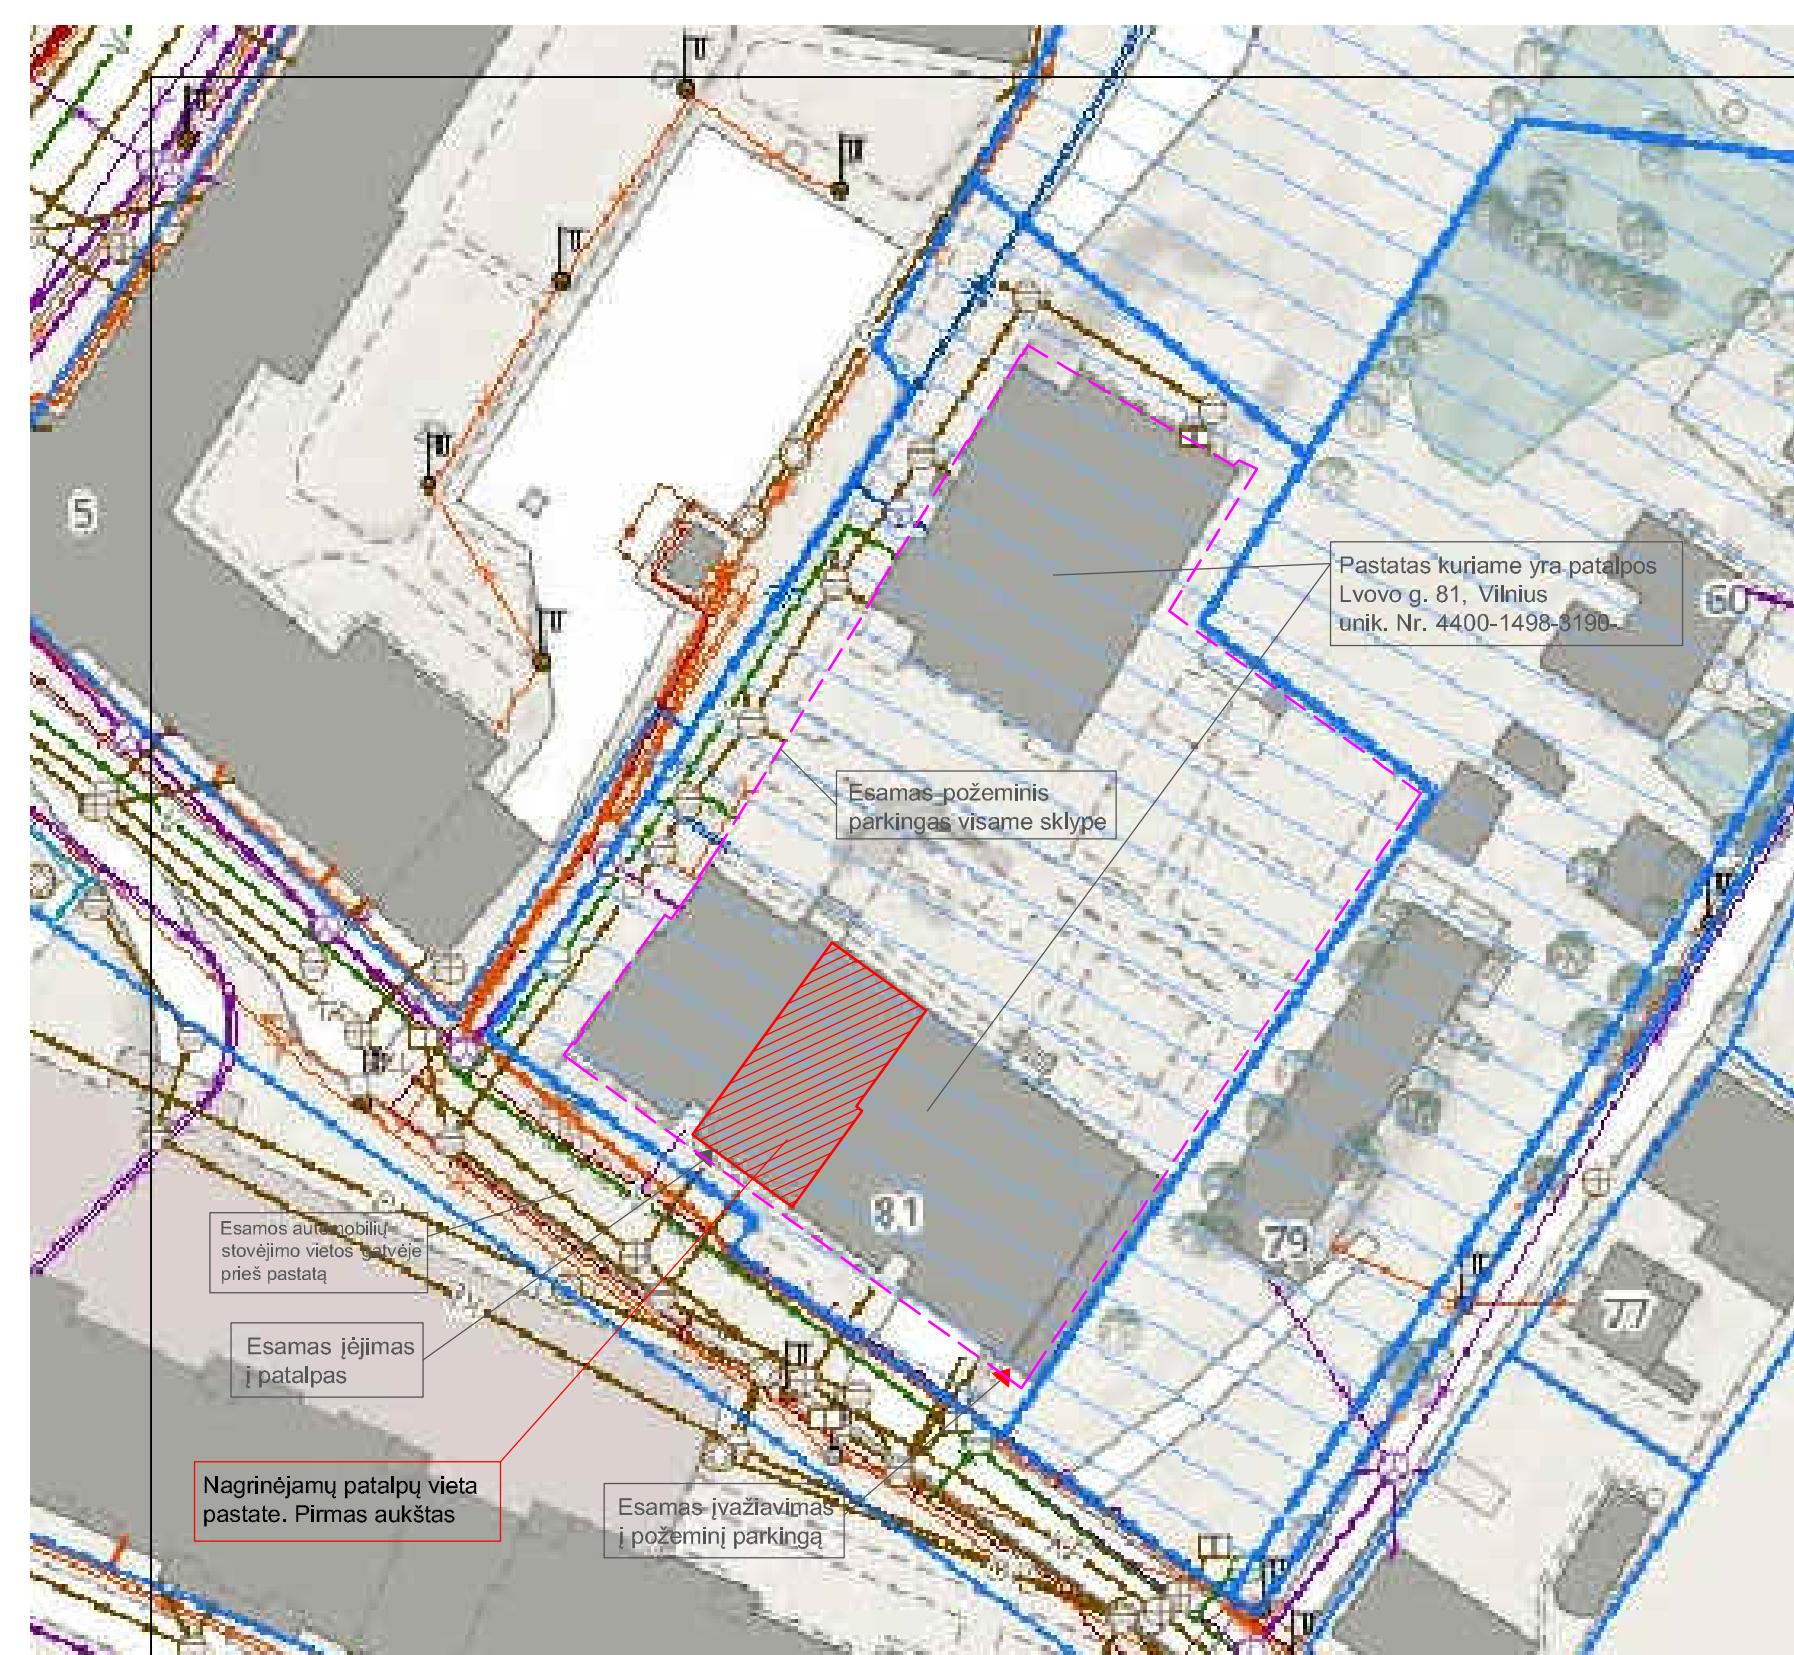 5
Pastatas kuriame yra patalpos
Lvovo g. 81, Vilnius
unik. Nr. 4400-1498-3190-
60
Esamas požeminis
parkingas visame sklype
81
79
77
Esamos automobilių
stovėjimo vietos gatvėje
prieš pastatą
Esamas įėjimas
į patalpas
Nagrinėjamų patalpų vieta
pastate. Pirmas aukštas
Esamas įvažiavimas
į požeminį parkingą